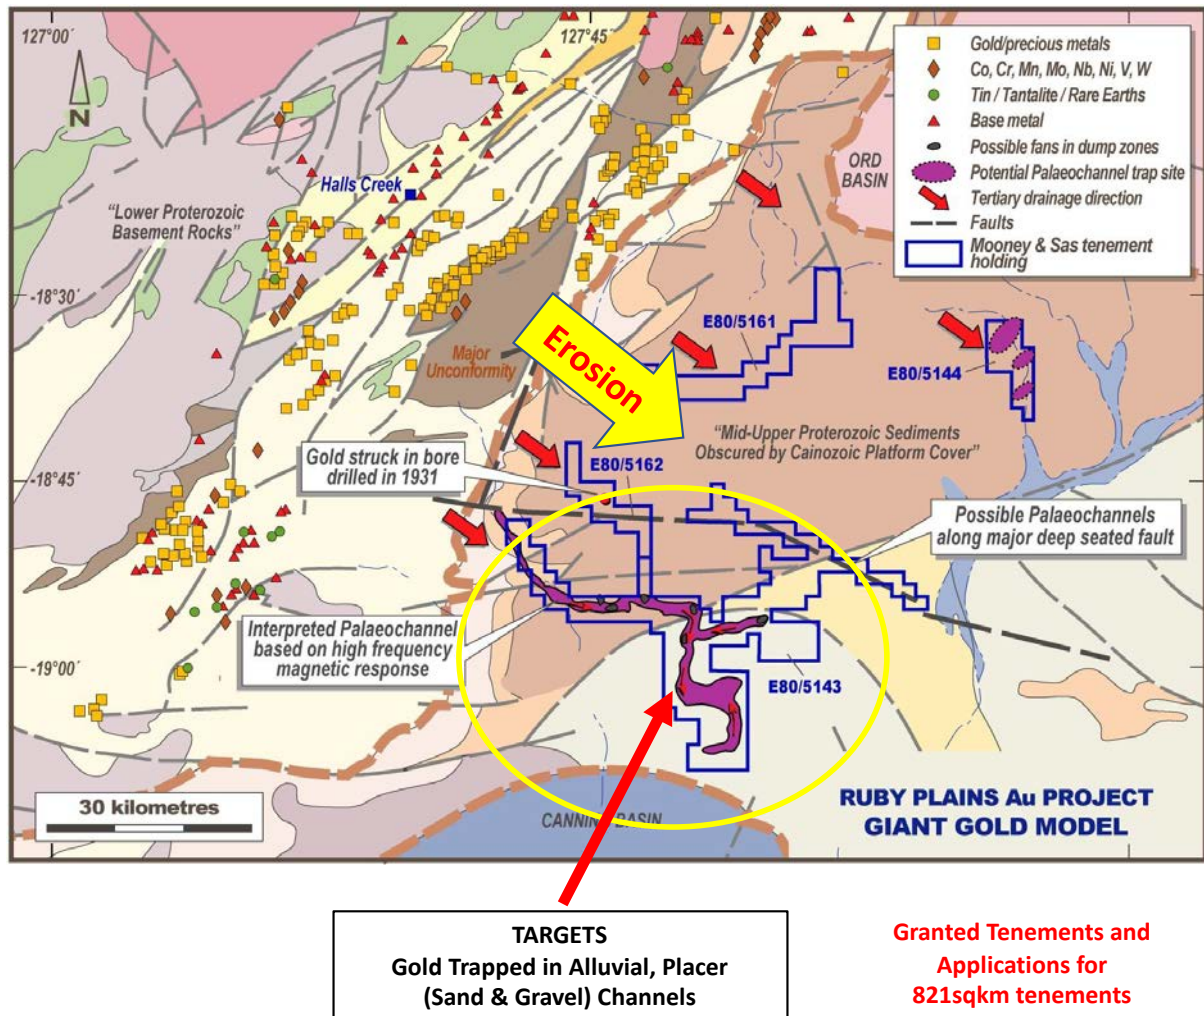 127°00'
127°45'
N
Halls Creek
"Lower Proterozoic
Basement Rocks"
ORD
BASIN
Gold/precious metals
Co, Cr, Mn, Mo, Nb, Ni, V, W
Tin / Tantalite / Rare Earths
Base metal
Possible fans in dump zones
Potential Palaeochannel trap site
Tertiary drainage direction
Faults
Mooney & Sas tenement
holding
-18°30'
Major
Unconformity
Erosion
E80/5161
E80/5144
"Mid-Upper Proterozoic Sediments
Obscured by Cainozoic Platform Cover"
Gold struck in bore
drilled in 1931
E80/5162
-18°45'
Possible Palaeochannels
along major deep seated fault
Interpreted Palaeochannel
based on high frequency
magnetic response
-19°00'
E80/5143
30 kilometres
CANNING BASIN
RUBY PLAINS Au PROJECT
GIANT GOLD MODEL
TARGETS
Gold Trapped in Alluvial, Placer
(Sand & Gravel) Channels
Granted Tenements and
Applications for
821sqkm tenements